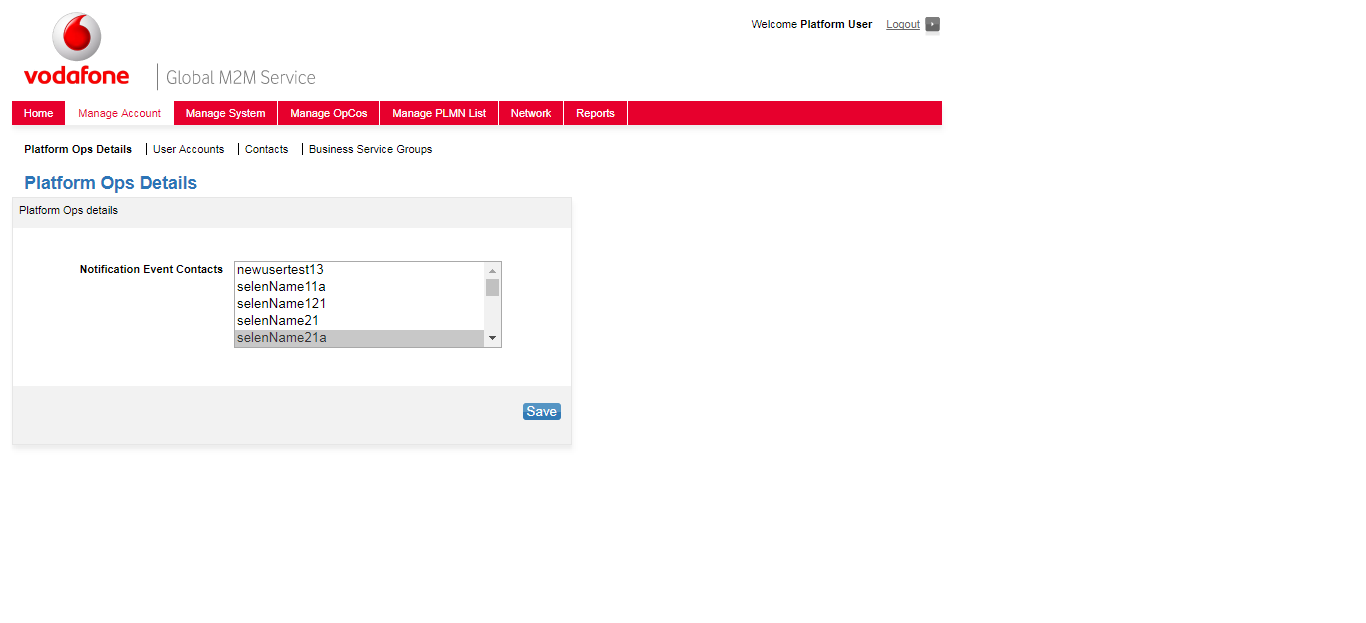 Welcome Platform User Logout
vodafone Global M2M Service
Home Manage Account Manage System Manage OpCos Manage PLMN List Network Reports
Platform Ops Details User Accounts Contacts Business Service Groups
Platform Ops Details
Platform Ops details
Notification Event Contacts newusertest13
selenName11a
selenName121
selenName21
selenName21a
Save